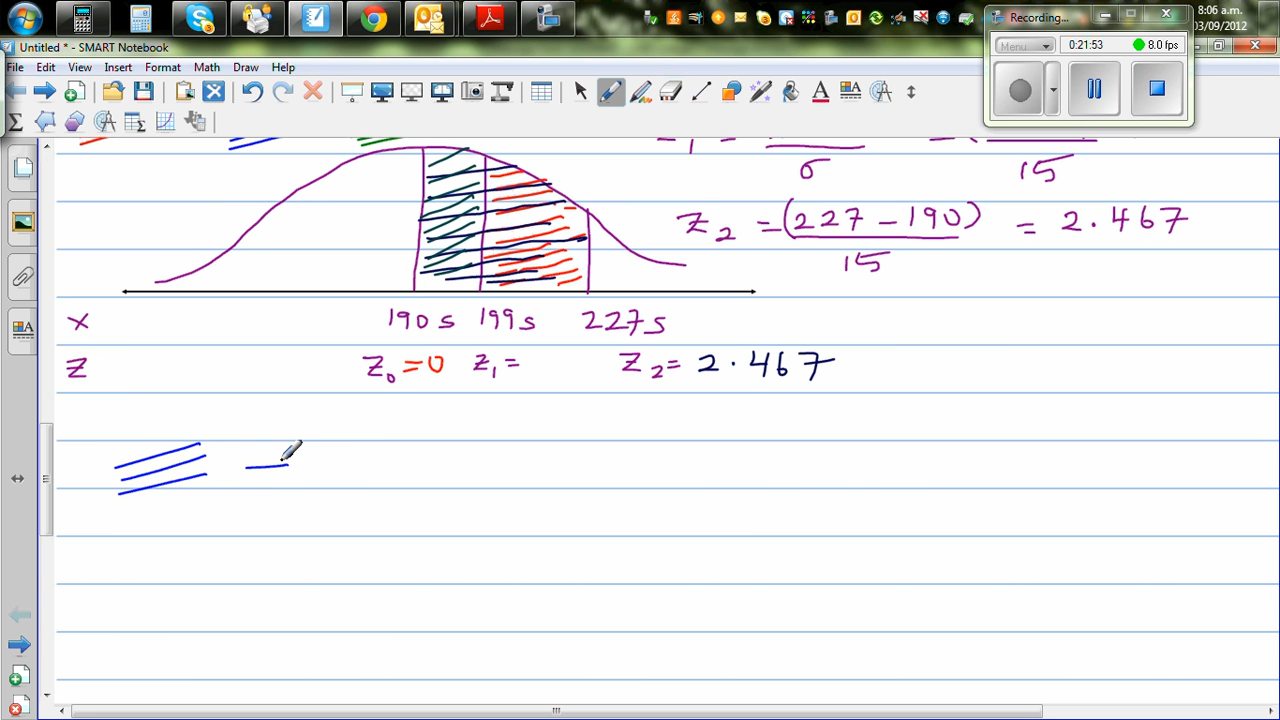 8:06 a.m.
03/09/2012
Recording...
Menu
0:21:53 8.0 fps
Untitled * - SMART Notebook
File Edit View Insert Format Math Draw Help
1 = = (
σ 15
Z2 = (227 - 190) = 2.467
15
x 190s 199s 227s
Z Z0 = 0 Z1 = Z2 = 2.467